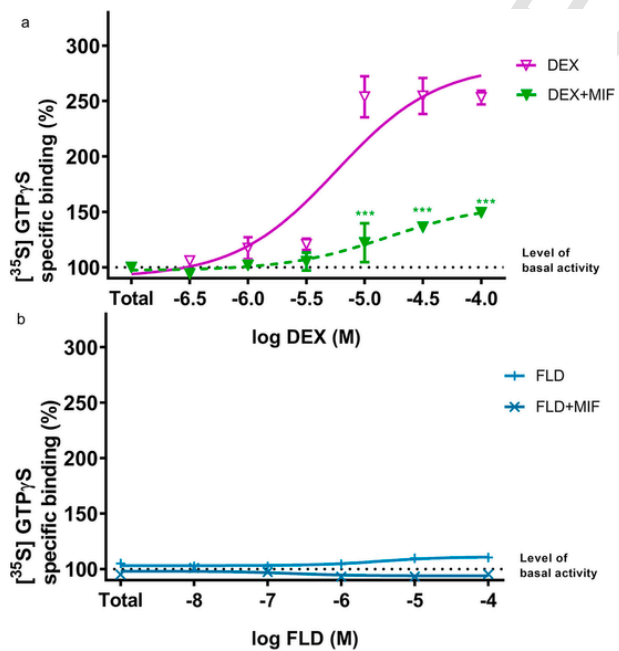 a
[³⁵S] GTPγS
specific binding (%)
300
250
200
150
100
DEX
DEX+MIF
***
***
***
Level of
basal activity
Total
-6.5
-6.0
-5.5
-5.0
-4.5
-4.0
log DEX (M)
b
[³⁵S] GTPγS
specific binding (%)
300
250
200
150
100
FLD
FLD+MIF
Level of
basal activity
Total
-8
-7
-6
-5
-4
log FLD (M)